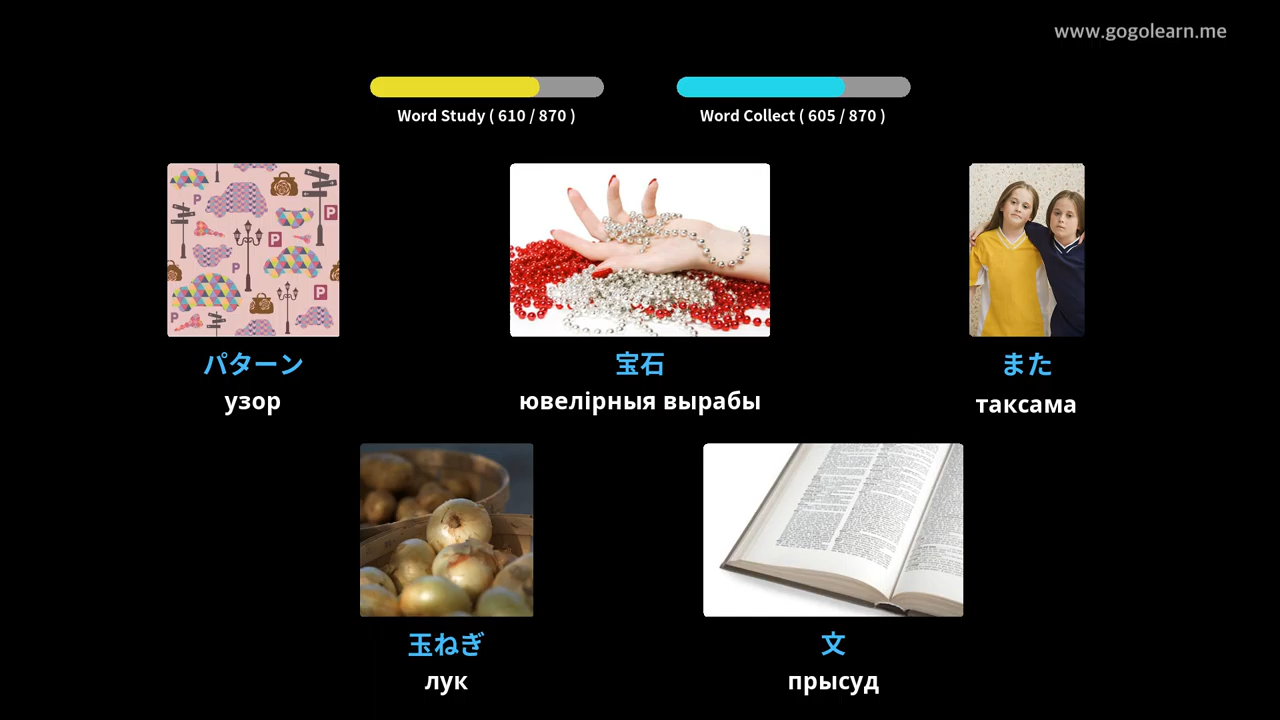 www.gogolearn.me
Word Study ( 610 / 870 )
Word Collect ( 605 / 870 )
パターン
узор
宝石
ювелірныя вырабы
また
таксама
玉ねぎ
лук
文
прысуд